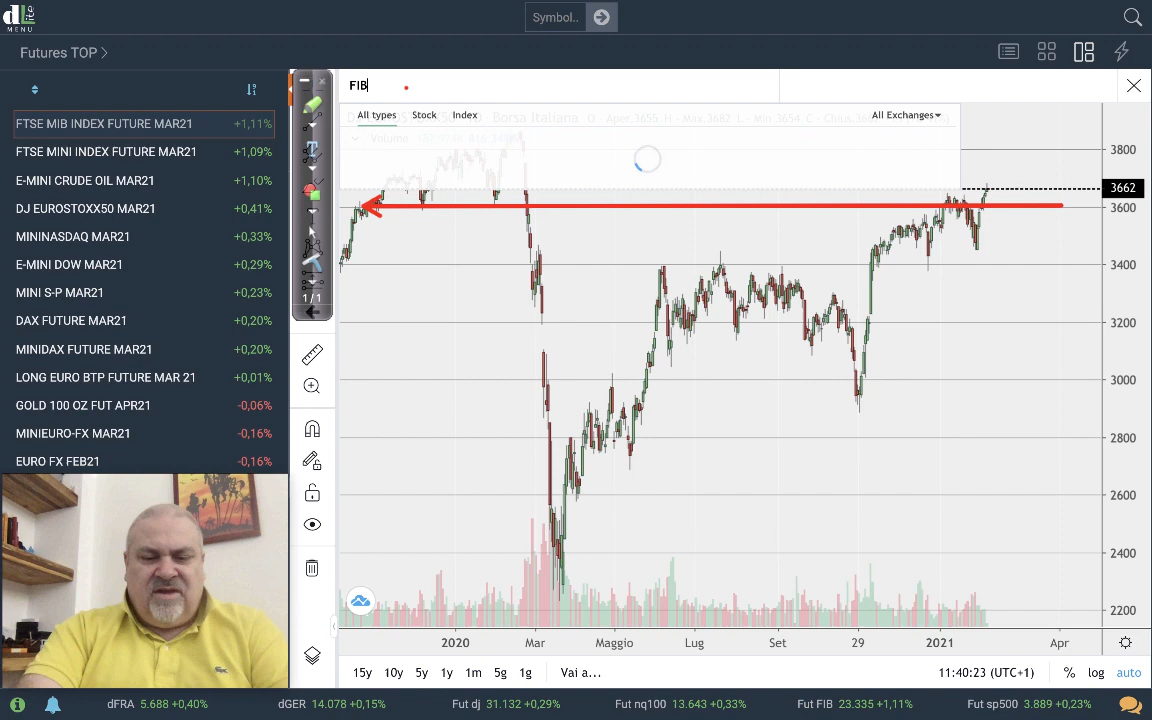 dLite
MENU
Symbol..
Futures TOP
FIB
All types Stock Index All Exchanges
Borsa Italiana
Volume
FTSE MIB INDEX FUTURE MAR21 +1,11%
FTSE MINI INDEX FUTURE MAR21 +1,09%
E-MINI CRUDE OIL MAR21 +1,10%
DJ EUROSTOXX50 MAR21 +0,41%
MININASDAQ MAR21 +0,33%
E-MINI DOW MAR21 +0,29%
MINI S-P MAR21 +0,23%
DAX FUTURE MAR21 +0,20%
MINIDAX FUTURE MAR21 +0,20%
LONG EURO BTP FUTURE MAR 21 +0,01%
GOLD 100 OZ FUT APR21 -0,06%
MINIEURO-FX MAR21 -0,16%
EURO FX FEB21 -0,16%
1/1
3800
3662
3600
3400
3200
3000
2800
2600
2400
2200
2020 Mar Maggio Lug Set 29 2021 Apr
15y 10y 5y 1y 1m 5g 1g Vai a... 11:40:23 (UTC+1) % log auto
dFRA 5.688 +0,40% dGER 14.078 +0,15% Fut dj 31.132 +0,29% Fut nq100 13.643 +0,33% Fut FIB 23.335 +1,11% Fut sp500 3.889 +0,23%